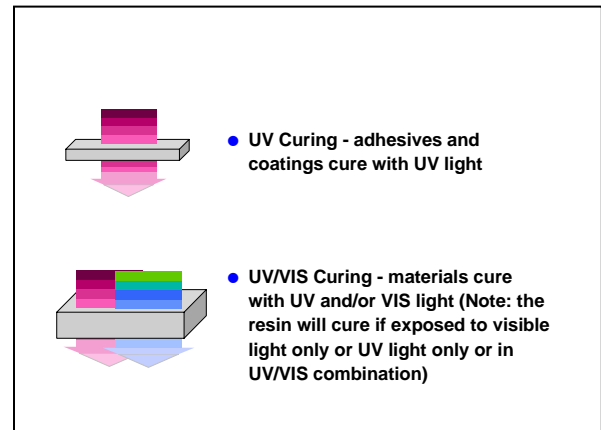 ● UV Curing - adhesives and
coatings cure with UV light
● UV/VIS Curing - materials cure
with UV and/or VIS light (Note: the
resin will cure if exposed to visible
light only or UV light only or in
UV/VIS combination)